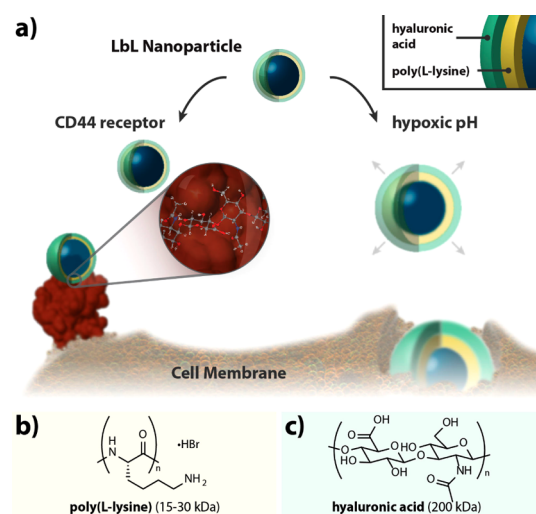 a)
LbL Nanoparticle
hyaluronic
acid
poly(L-lysine)
CD44 receptor
hypoxic pH
Cell Membrane
b)
H
N
O
n
•HBr
NH2
poly(L-lysine) (15-30 kDa)
c)
O
OH
O
HO
OH
O
O
HO
OH
O
NH
O
O
n
hyaluronic acid (200 kDa)